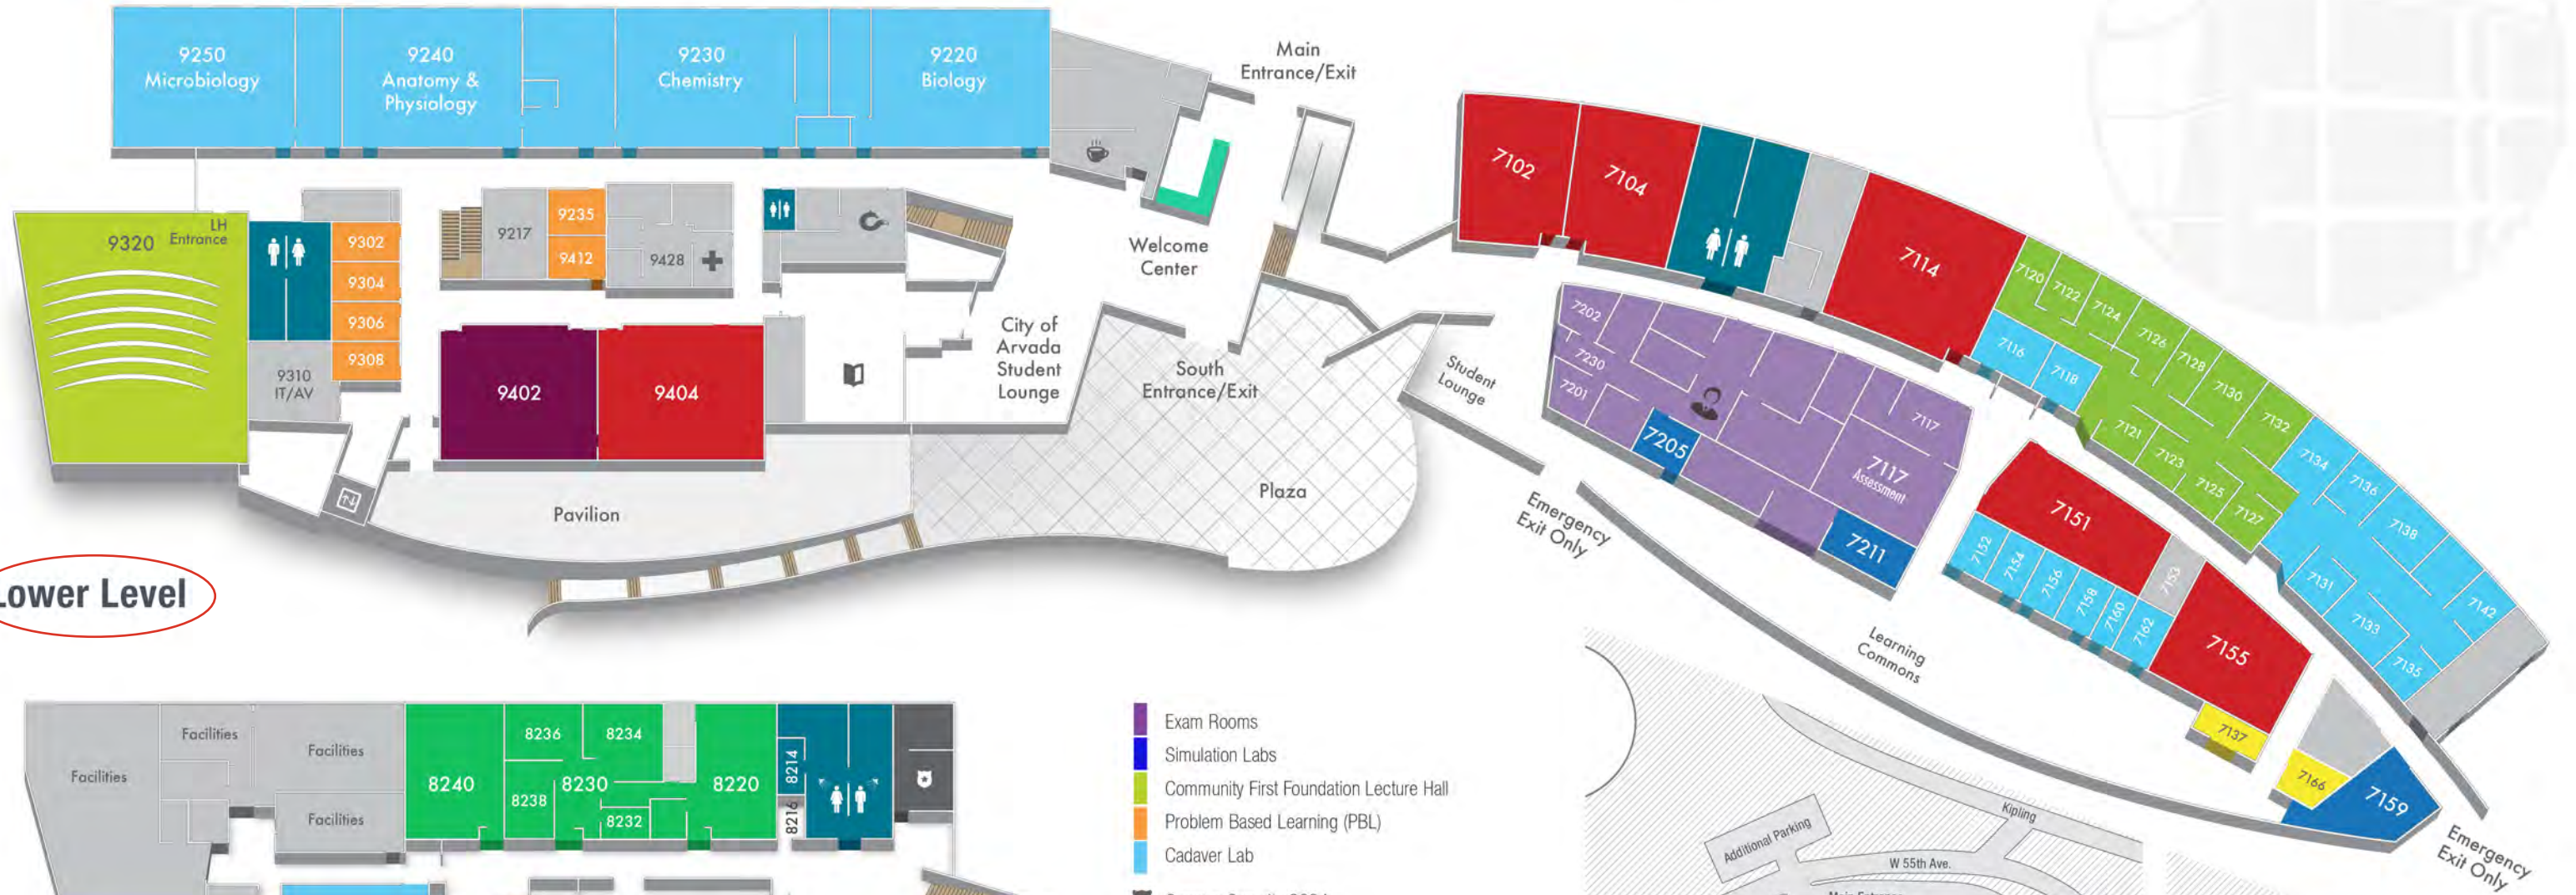 9250
Microbiology
9240
Anatomy &
Physiology
9230
Chemistry
9220
Biology
Main
Entrance/Exit
9320
LH
Entrance
9302
9304
9306
9308
9310
IT/AV
9217
9235
9412
9428
9402
9404
City of
Arvada
Student
Lounge
Welcome
Center
South
Entrance/Exit
Plaza
Pavilion
Student
Lounge
Emergency
Exit Only
7102
7104
7114
7120
7122
7124
7126
7128
7130
7132
7116
7118
7121
7123
7125
7127
7134
7136
7138
7142
7131
7133
7135
7202
7230
7201
7205
7117
7117
Assessment
7211
7151
7152
7154
7156
7158
7160
7162
7153
7155
7137
7166
7159
Learning
Commons
Emergency
Exit Only
Lower Level
Facilities
Facilities
Facilities
Facilities
8240
8236
8234
8230
8238
8232
8220
8214
8216
Exam Rooms
Simulation Labs
Community First Foundation Lecture Hall
Problem Based Learning (PBL)
Cadaver Lab
Additional Parking
Kipling
W 55th Ave.